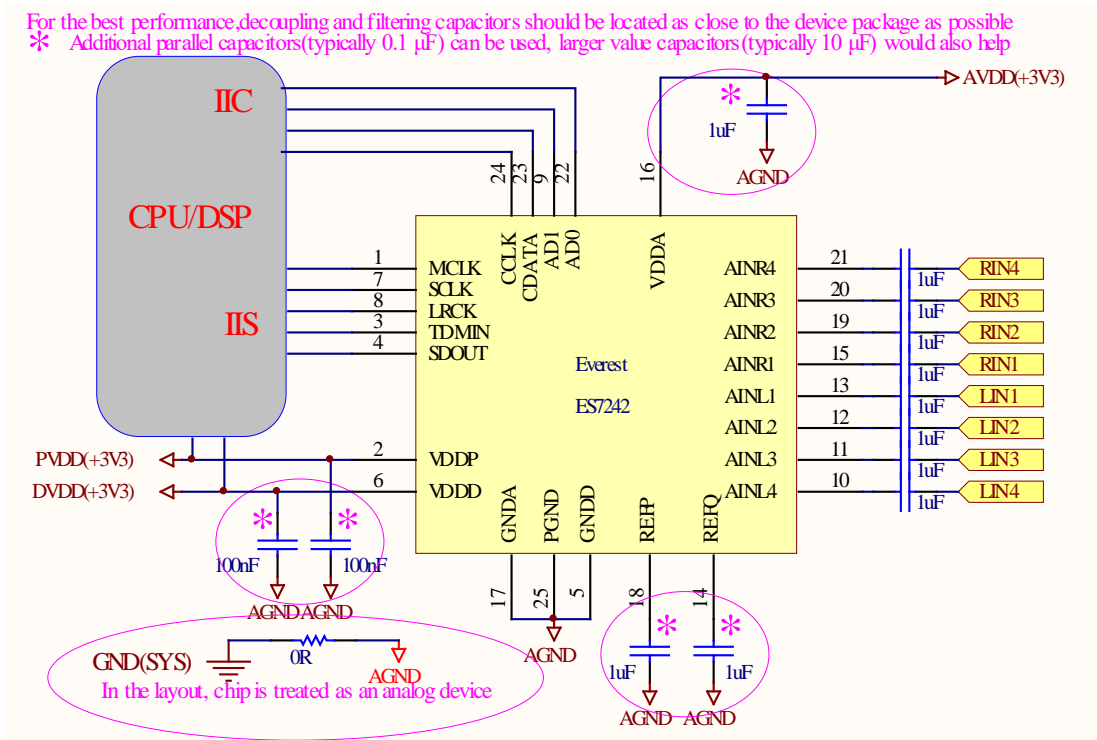 For the best performance,decoupling and filtering capacitors should be located as close to the device package as possible
* Additional parallel capacitors(typically 0.1 μF) can be used, larger value capacitors(typically 10 μF) would also help
IIC
CPU/DSP
IIS
AVDD(+3V3)
*
1uF
AGND
24
23
9
22
16
CCLK
CDATA
AD1
AD0
VDDA
1 MCLK
7 SCLK
8 LRCK
3 TDMIN
4 SDOUT
Everest
ES7242
AINR4 21 1uF RIN4
AINR3 20 1uF RIN3
AINR2 19 1uF RIN2
AINR1 15 1uF RIN1
AINL1 13 1uF LIN1
AINL2 12 1uF LIN2
AINL3 11 1uF LIN3
AINL4 10 1uF LIN4
PVDD(+3V3) 2 VDDP
DVDD(+3V3) 6 VDDD
GNDA
PGND
GNDD
REFP
REFQ
17
25
5
18
14
* *
100nF 100nF
AGND AGND
AGND
* *
1uF 1uF
AGND AGND
GND(SYS) 0R AGND
In the layout, chip is treated as an analog device